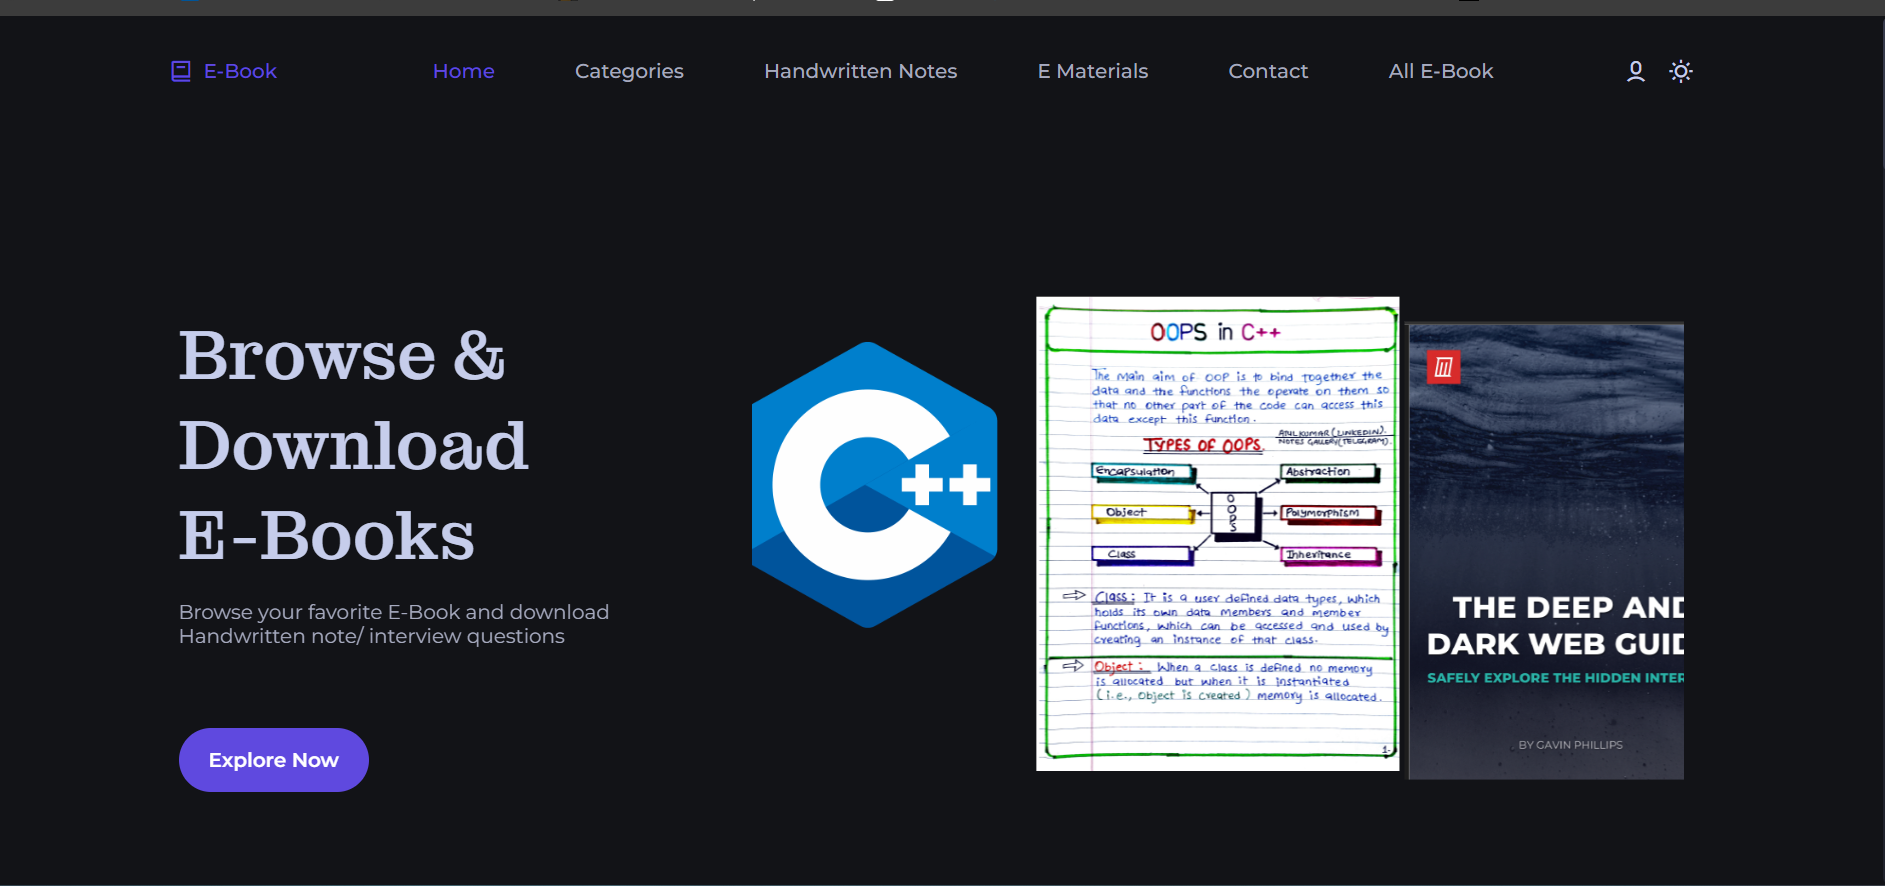 E-Book
Home
Categories
Handwritten Notes
E Materials
Contact
All E-Book
Browse &
Download
E-Books
Browse your favorite E-Book and download
Handwritten note/ interview questions
Explore Now
C++
OOPS in C++
The main aim of OOP is to bind together the
data and the functions the operate on them so
that no other part of the code can access this
data except this function.
ANIL KUMAR (LINKEDIN).
NOTES GALLERY(TELEGRAM).
TYPES OF OOPS.
Encapsulation
Abstraction
Object
OOPS
Polymorphism
Class
Inheritance
Class : It is a user defined data types, which
holds its own data members and member
functions, which can be accessed and used by
creating an instance of that class.
Object : When a class is defined no memory
is allocated but when it is instantiated
(i.e., object is created) memory is allocated.
1-
THE DEEP AND
DARK WEB GUID
SAFELY EXPLORE THE HIDDEN INTER
BY GAVIN PHILLIPS